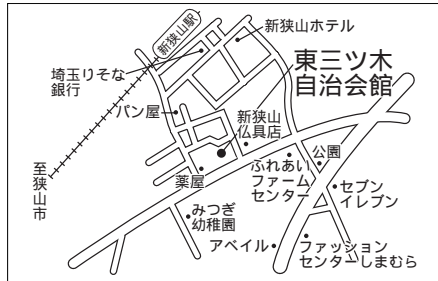 新狭山駅
新狭山ホテル
埼玉りそな
銀行
東三ツ木
自治会館
パン屋
新狭山
仏具店
至狭山市
薬屋
ふれあい
ファーム
センター
公園
セブン
イレブン
みつぎ
幼稚園
アベイル
ファッション
センターしまむら